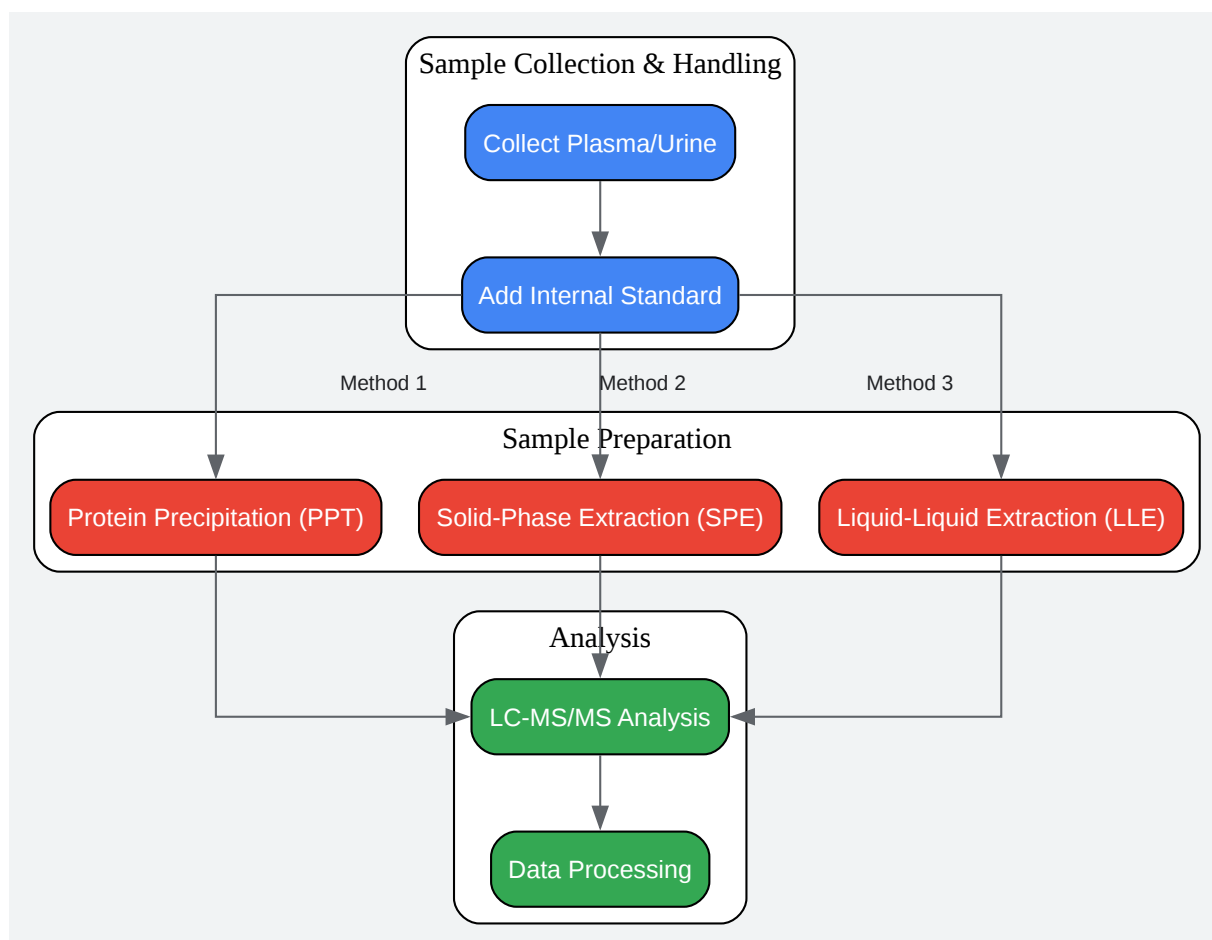 Sample Collection & Handling
Collect Plasma/Urine
Add Internal Standard
Method 1
Method 2
Method 3
Sample Preparation
Protein Precipitation (PPT)
Solid-Phase Extraction (SPE)
Liquid-Liquid Extraction (LLE)
Analysis
LC-MS/MS Analysis
Data Processing